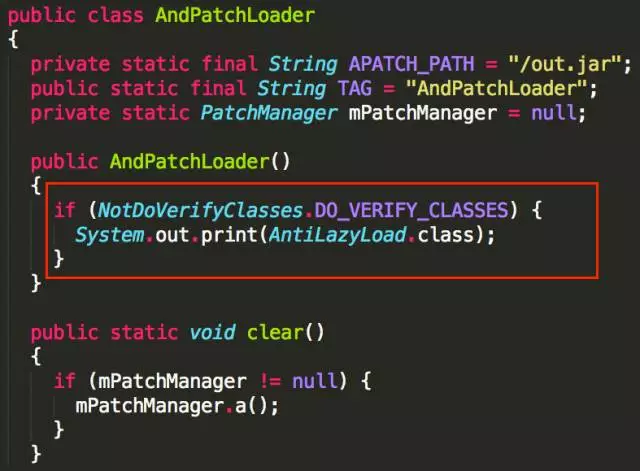 public class AndPatchLoader
{
private static final String APATCH_PATH = "/out.jar";
public static final String TAG = "AndPatchLoader";
private static PatchManager mPatchManager = null;
public AndPatchLoader()
{
if (NotDoVerifyClasses.DO_VERIFY_CLASSES) {
System.out.print(AntiLazyLoad.class);
}
}
public static void clear()
{
if (mPatchManager != null) {
mPatchManager.a();
}
}